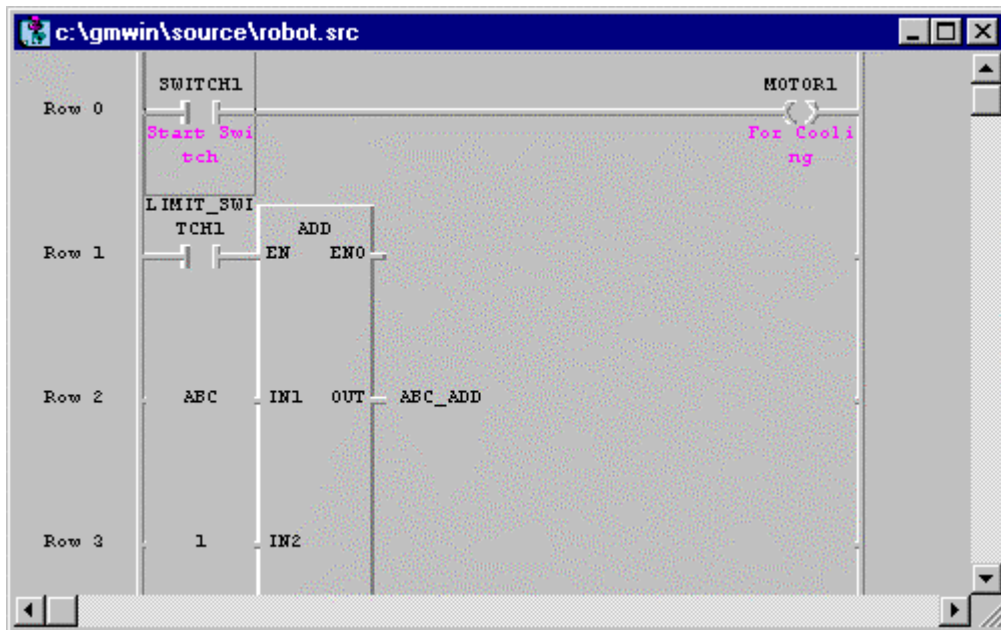 c:\gmwin\source\robot.src
SWITCH1 MOTOR1
Row 0
Start Swi For Cooli
tch ng
LIMIT_SWI
TCH1 ADD
Row 1 EN ENO
Row 2 ABC IN1 OUT ABC_ADD
Row 3 1 IN2